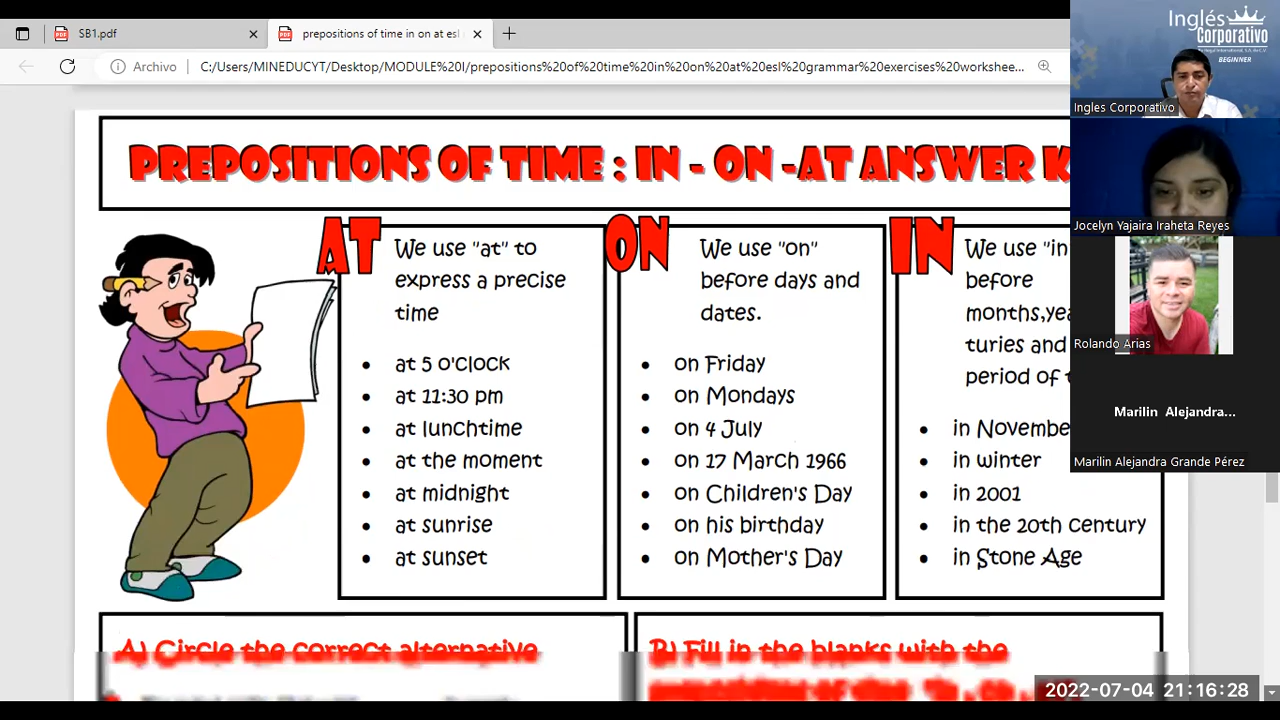 SB1.pdf
prepositions of time in on at esl
Archivo
C:/Users/MINEDUCYT/Desktop/MODULE%20I/prepositions%20of%20time%20in%20on%20at%20esl%20grammar%20exercises%20workshee...
PREPOSITIONS OF TIME : IN - ON -AT ANSWER K
AT
We use "at" to
express a precise
time
at 5 o'clock
at 11:30 pm
at lunchtime
at the moment
at midnight
at sunrise
at sunset
ON
We use "on"
before days and
dates.
on Friday
on Mondays
on 4 July
on 17 March 1966
on Children's Day
on his birthday
on Mother's Day
IN
We use "in
before
months,yea
turies and
period of t
in Novembe
in winter
in 2001
in the 20th century
in Stone Age
A) Circle the correct alternative
B) Fill in the blanks with the
Inglés
Corporativo
BEGINNER
Ingles Corporativo
Jocelyn Yajaira Iraheta Reyes
Rolando Arias
Marilin Alejandra...
Marilin Alejandra Grande Pérez
2022-07-04 21:16:28